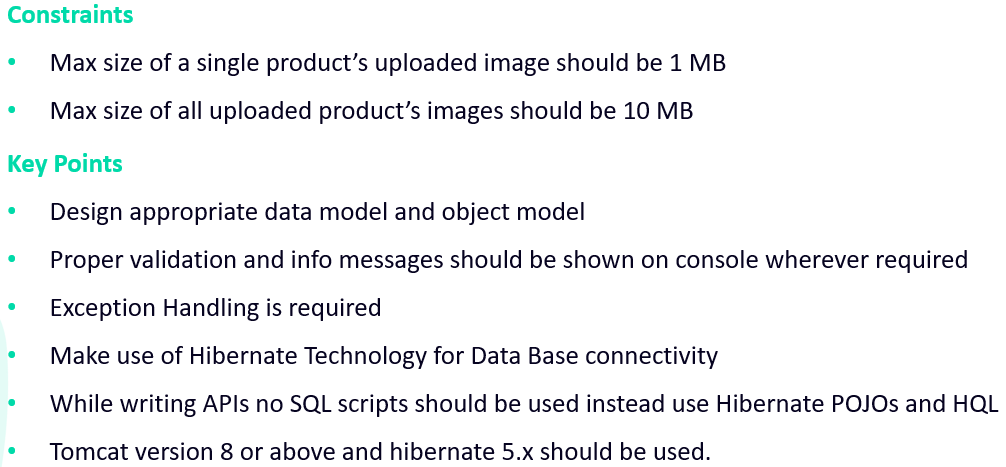 Constraints
• Max size of a single product’s uploaded image should be 1 MB
• Max size of all uploaded product’s images should be 10 MB
Key Points
• Design appropriate data model and object model
• Proper validation and info messages should be shown on console wherever required
• Exception Handling is required
• Make use of Hibernate Technology for Data Base connectivity
• While writing APIs no SQL scripts should be used instead use Hibernate POJOs and HQL
• Tomcat version 8 or above and hibernate 5.x should be used.